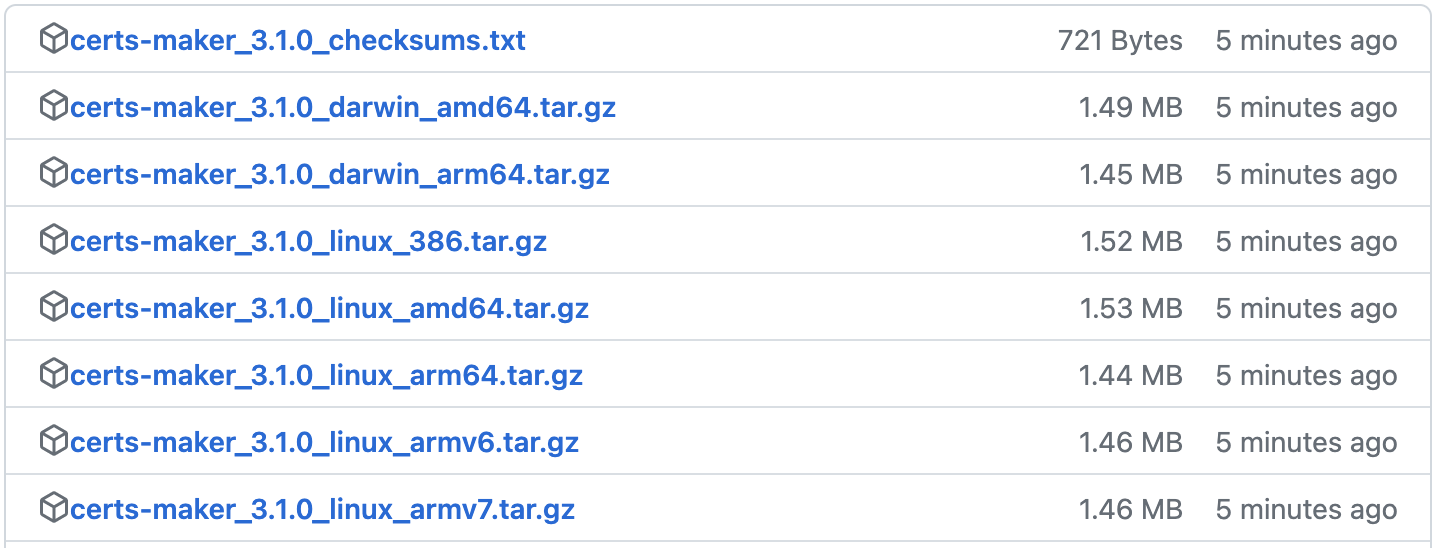 certs-maker_3.1.0_checksums.txt 721 Bytes 5 minutes ago
certs-maker_3.1.0_darwin_amd64.tar.gz 1.49 MB 5 minutes ago
certs-maker_3.1.0_darwin_arm64.tar.gz 1.45 MB 5 minutes ago
certs-maker_3.1.0_linux_386.tar.gz 1.52 MB 5 minutes ago
certs-maker_3.1.0_linux_amd64.tar.gz 1.53 MB 5 minutes ago
certs-maker_3.1.0_linux_arm64.tar.gz 1.44 MB 5 minutes ago
certs-maker_3.1.0_linux_armv6.tar.gz 1.46 MB 5 minutes ago
certs-maker_3.1.0_linux_armv7.tar.gz 1.46 MB 5 minutes ago